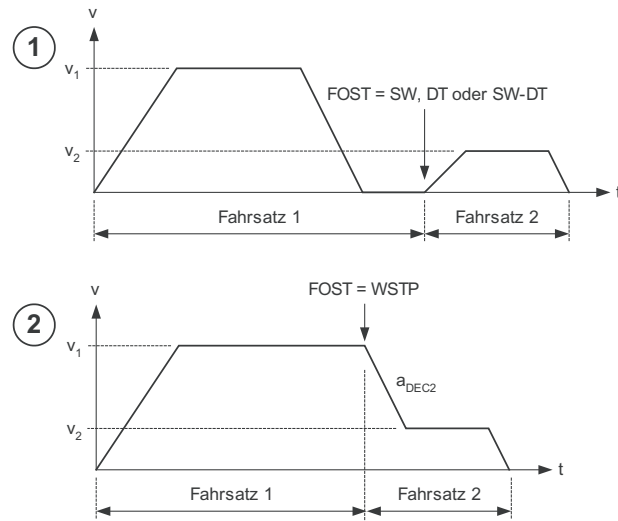 1
v
v1
FOST = SW, DT oder SW-DT
v2
t
Fahrsatz 1
Fahrsatz 2
2
v
FOST = WSTP
v1
aDEC2
v2
t
Fahrsatz 1
Fahrsatz 2